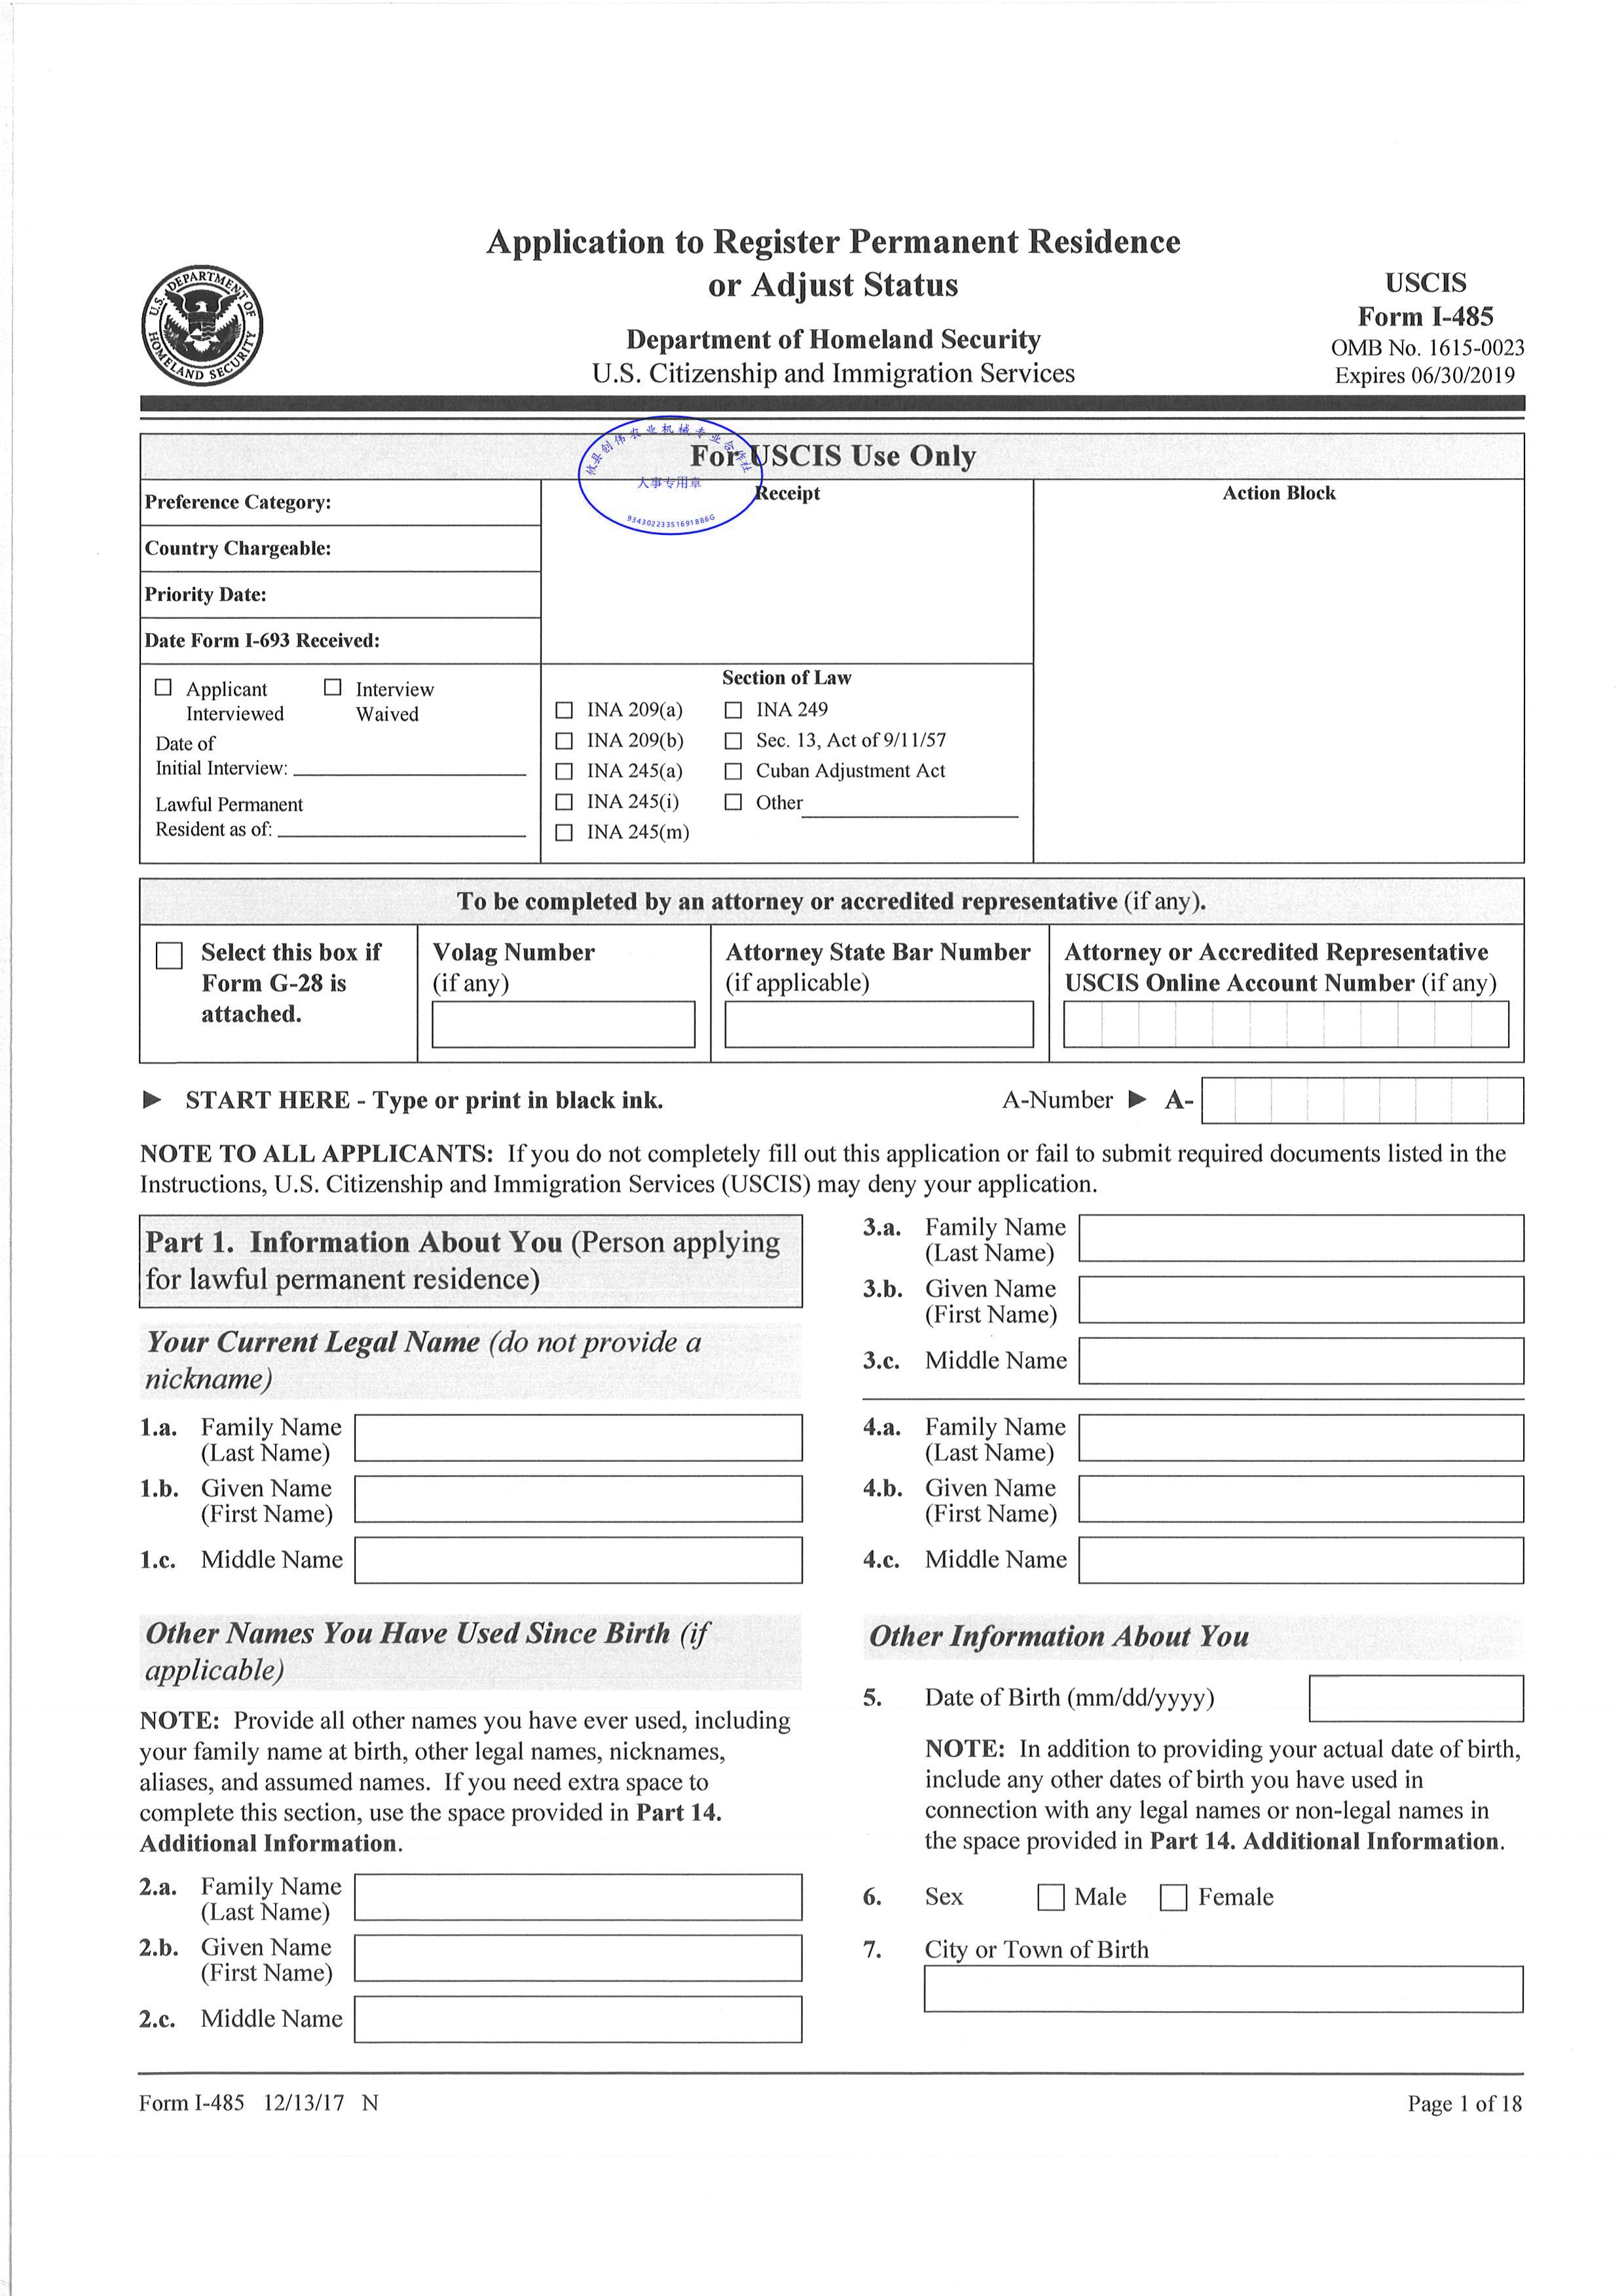 Application to Register Permanent Residence
or Adjust Status
Department of Homeland Security
U.S. Citizenship and Immigration Services
U.S. DEPARTMENT OF HOMELAND SECURITY
USCIS
Form I-485
OMB No. 1615-0023
Expires 06/30/2019
For USCIS Use Only
攸县创伟农业机械专业合作社
人事专用章
93430223351691886G
Preference Category:
Country Chargeable:
Priority Date:
Date Form I-693 Received:
☐ Applicant Interviewed
☐ Interview Waived
Date of
Initial Interview:
Lawful Permanent
Resident as of:
Receipt
Section of Law
☐ INA 209(a)
☐ INA 209(b)
☐ INA 245(a)
☐ INA 245(i)
☐ INA 245(m)
☐ INA 249
☐ Sec. 13, Act of 9/11/57
☐ Cuban Adjustment Act
☐ Other
Action Block
To be completed by an attorney or accredited representative (if any).
☐ Select this box if
Form G-28 is
attached.
Volag Number
(if any)
Attorney State Bar Number
(if applicable)
Attorney or Accredited Representative
USCIS Online Account Number (if any)
► START HERE - Type or print in black ink.
A-Number ► A-
NOTE TO ALL APPLICANTS: If you do not completely fill out this application or fail to submit required documents listed in the
Instructions, U.S. Citizenship and Immigration Services (USCIS) may deny your application.
Part 1. Information About You (Person applying
for lawful permanent residence)
Your Current Legal Name (do not provide a
nickname)
1.a. Family Name
(Last Name)
1.b. Given Name
(First Name)
1.c. Middle Name
Other Names You Have Used Since Birth (if
applicable)
NOTE: Provide all other names you have ever used, including
your family name at birth, other legal names, nicknames,
aliases, and assumed names. If you need extra space to
complete this section, use the space provided in Part 14.
Additional Information.
2.a. Family Name
(Last Name)
2.b. Given Name
(First Name)
2.c. Middle Name
3.a. Family Name
(Last Name)
3.b. Given Name
(First Name)
3.c. Middle Name
4.a. Family Name
(Last Name)
4.b. Given Name
(First Name)
4.c. Middle Name
Other Information About You
5. Date of Birth (mm/dd/yyyy)
NOTE: In addition to providing your actual date of birth,
include any other dates of birth you have used in
connection with any legal names or non-legal names in
the space provided in Part 14. Additional Information.
6. Sex ☐ Male ☐ Female
7. City or Town of Birth
Form I-485 12/13/17 N
Page 1 of 18